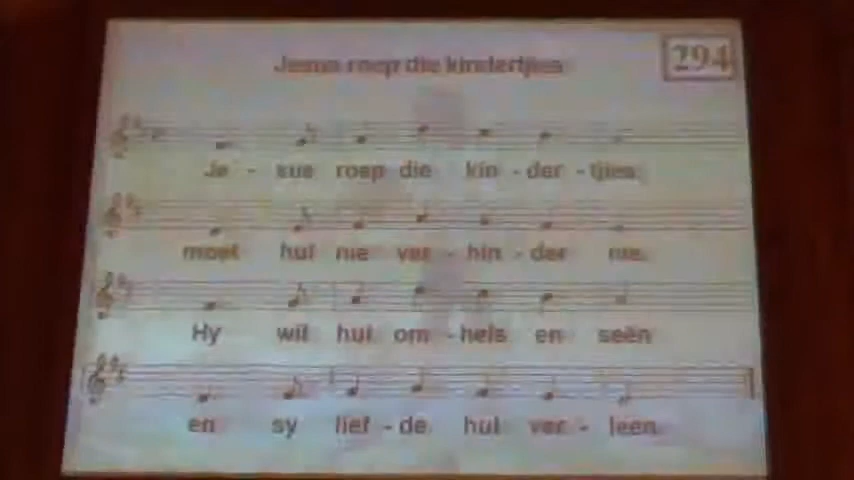 Jesus roep die kindertjies
294
Je - sus roep die kin - der - tjies:
moet hul nie ver - hin - der nie.
Hy wil hul om - hels en seën
en sy lief - de hul ver - leen.